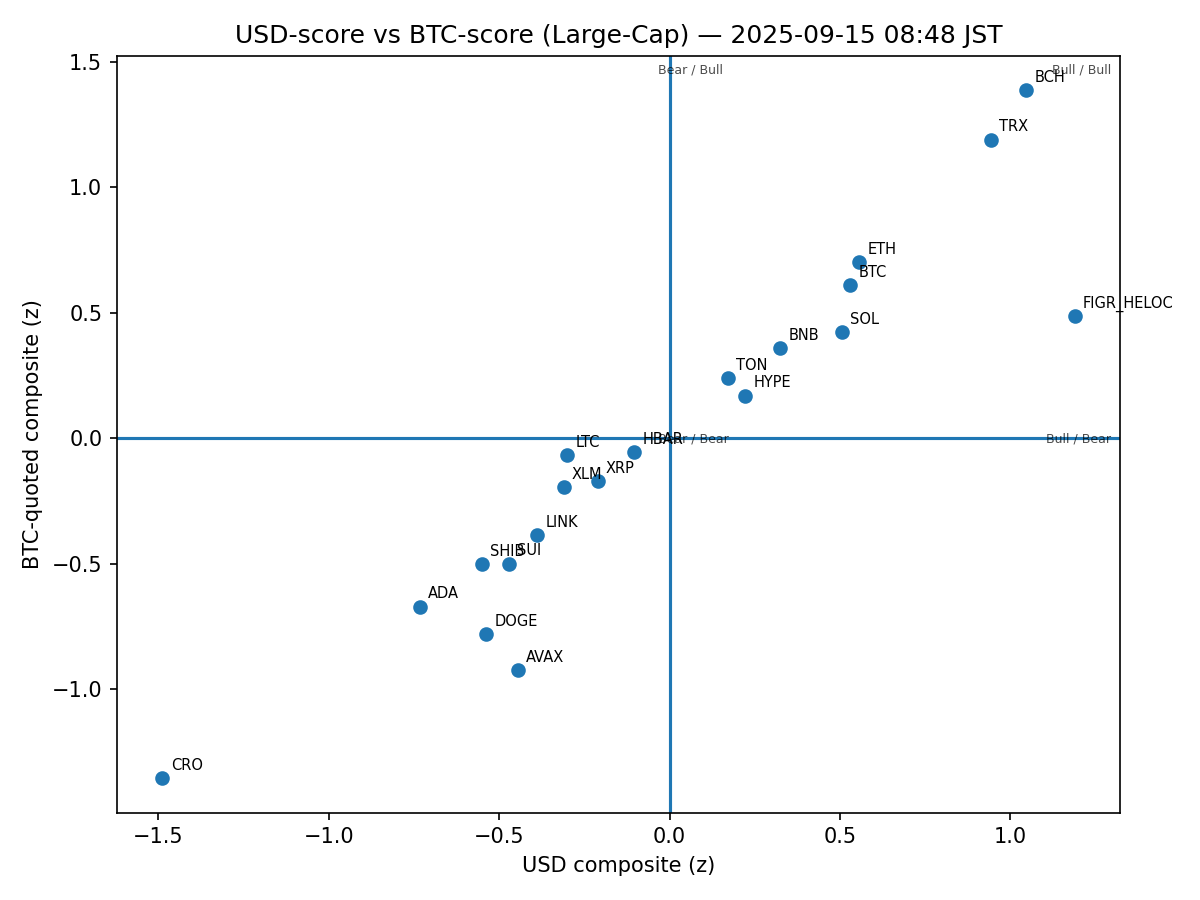 USD-score vs BTC-score (Large-Cap) — 2025-09-15 08:48 JST
1.5
1.0
0.5
0.0
−0.5
−1.0
BTC-quoted composite (z)
Bear / Bull
Bull / Bull
BCH
TRX
ETH
BTC
FIGR_HELOC
SOL
BNB
TON
HYPE
LTC
HBAR
Bear / Bear
Bull / Bear
XRP
XLM
LINK
SHIB
SUI
ADA
DOGE
AVAX
CRO
−1.5
−1.0
−0.5
0.0
0.5
1.0
USD composite (z)